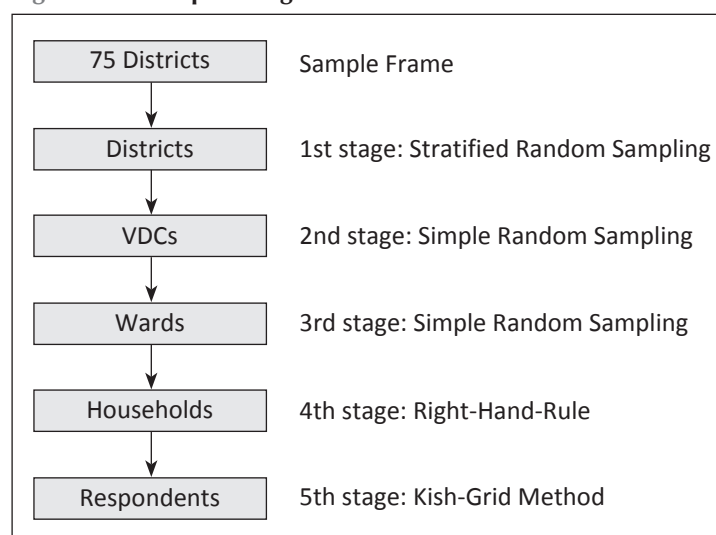 75 Districts Sample Frame
Districts 1st stage: Stratified Random Sampling
VDCs 2nd stage: Simple Random Sampling
Wards 3rd stage: Simple Random Sampling
Households 4th stage: Right-Hand-Rule
Respondents 5th stage: Kish-Grid Method